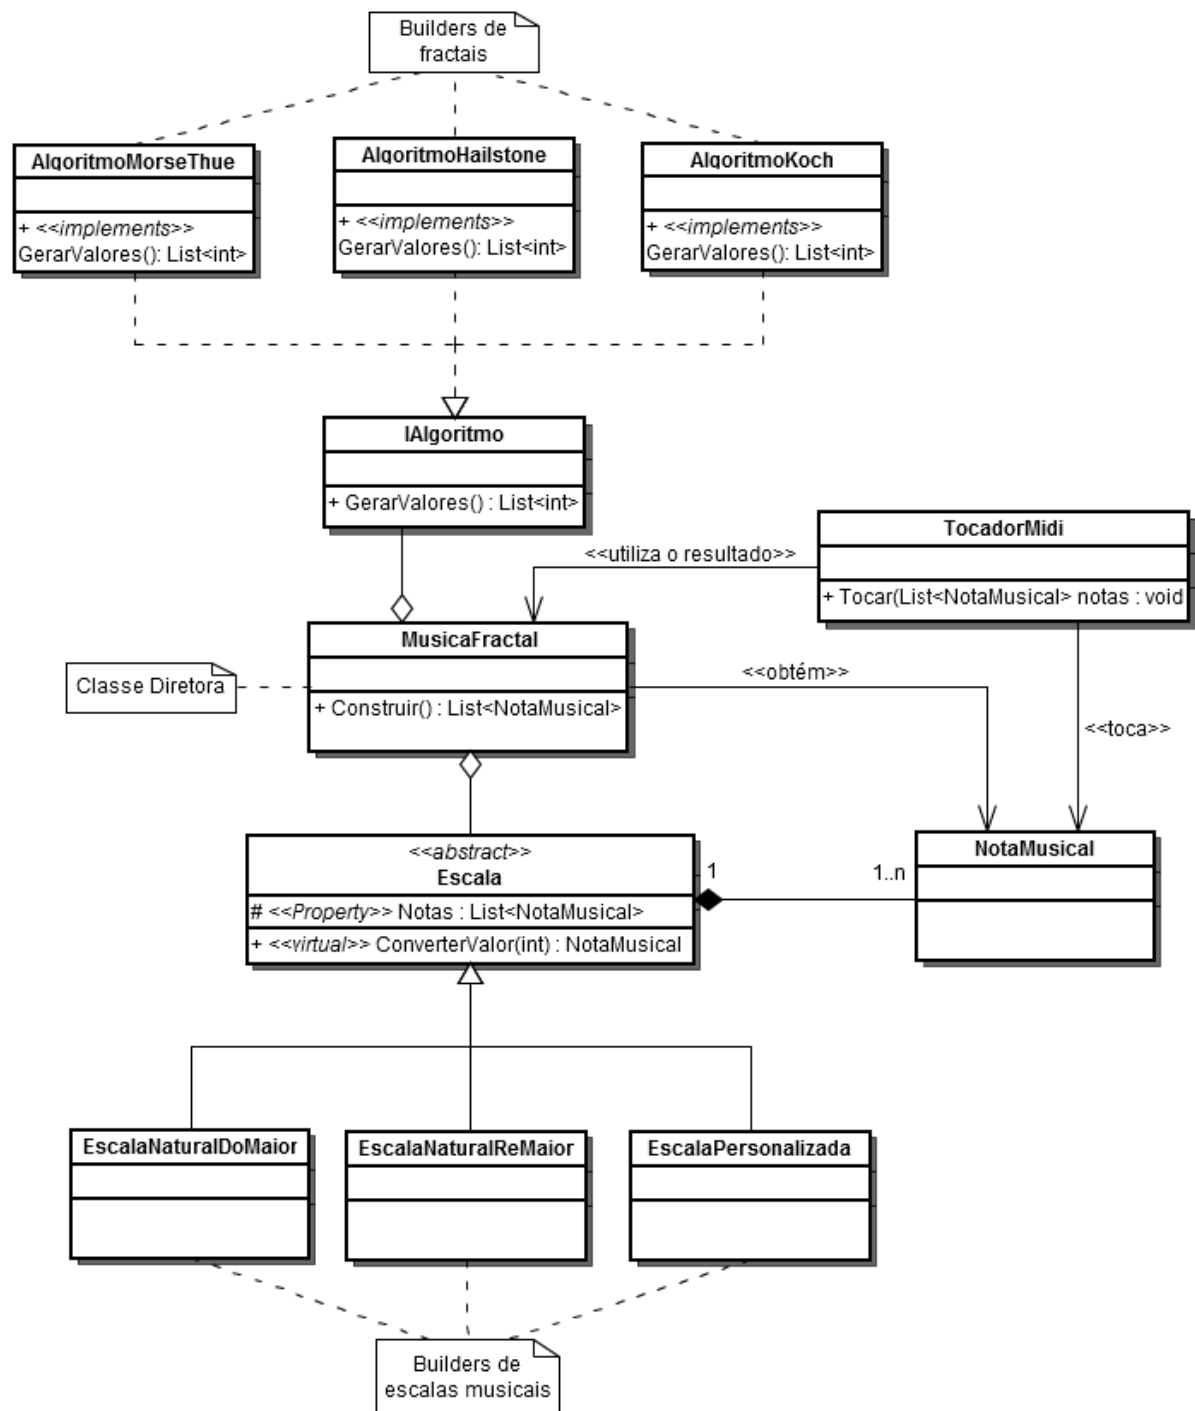 Builders de
fractais
AlgoritmoMorseThue
+ <<implements>>
GerarValores(): List<int>
AlgoritmoHailstone
+ <<implements>>
GerarValores(): List<int>
AlgoritmoKoch
+ <<implements>>
GerarValores(): List<int>
IAlgoritmo
+ GerarValores() : List<int>
TocadorMidi
+ Tocar(List<NotaMusical> notas : void
<<utiliza o resultado>>
MusicaFractal
+ Construir() : List<NotaMusical>
Classe Diretora
<<obtém>>
<<toca>>
<<abstract>>
Escala
# <<Property>> Notas : List<NotaMusical>
+ <<virtual>> ConverterValor(int) : NotaMusical
1
1..n
NotaMusical
EscalaNaturalDoMaior
EscalaNaturalReMaior
EscalaPersonalizada
Builders de
escalas musicais